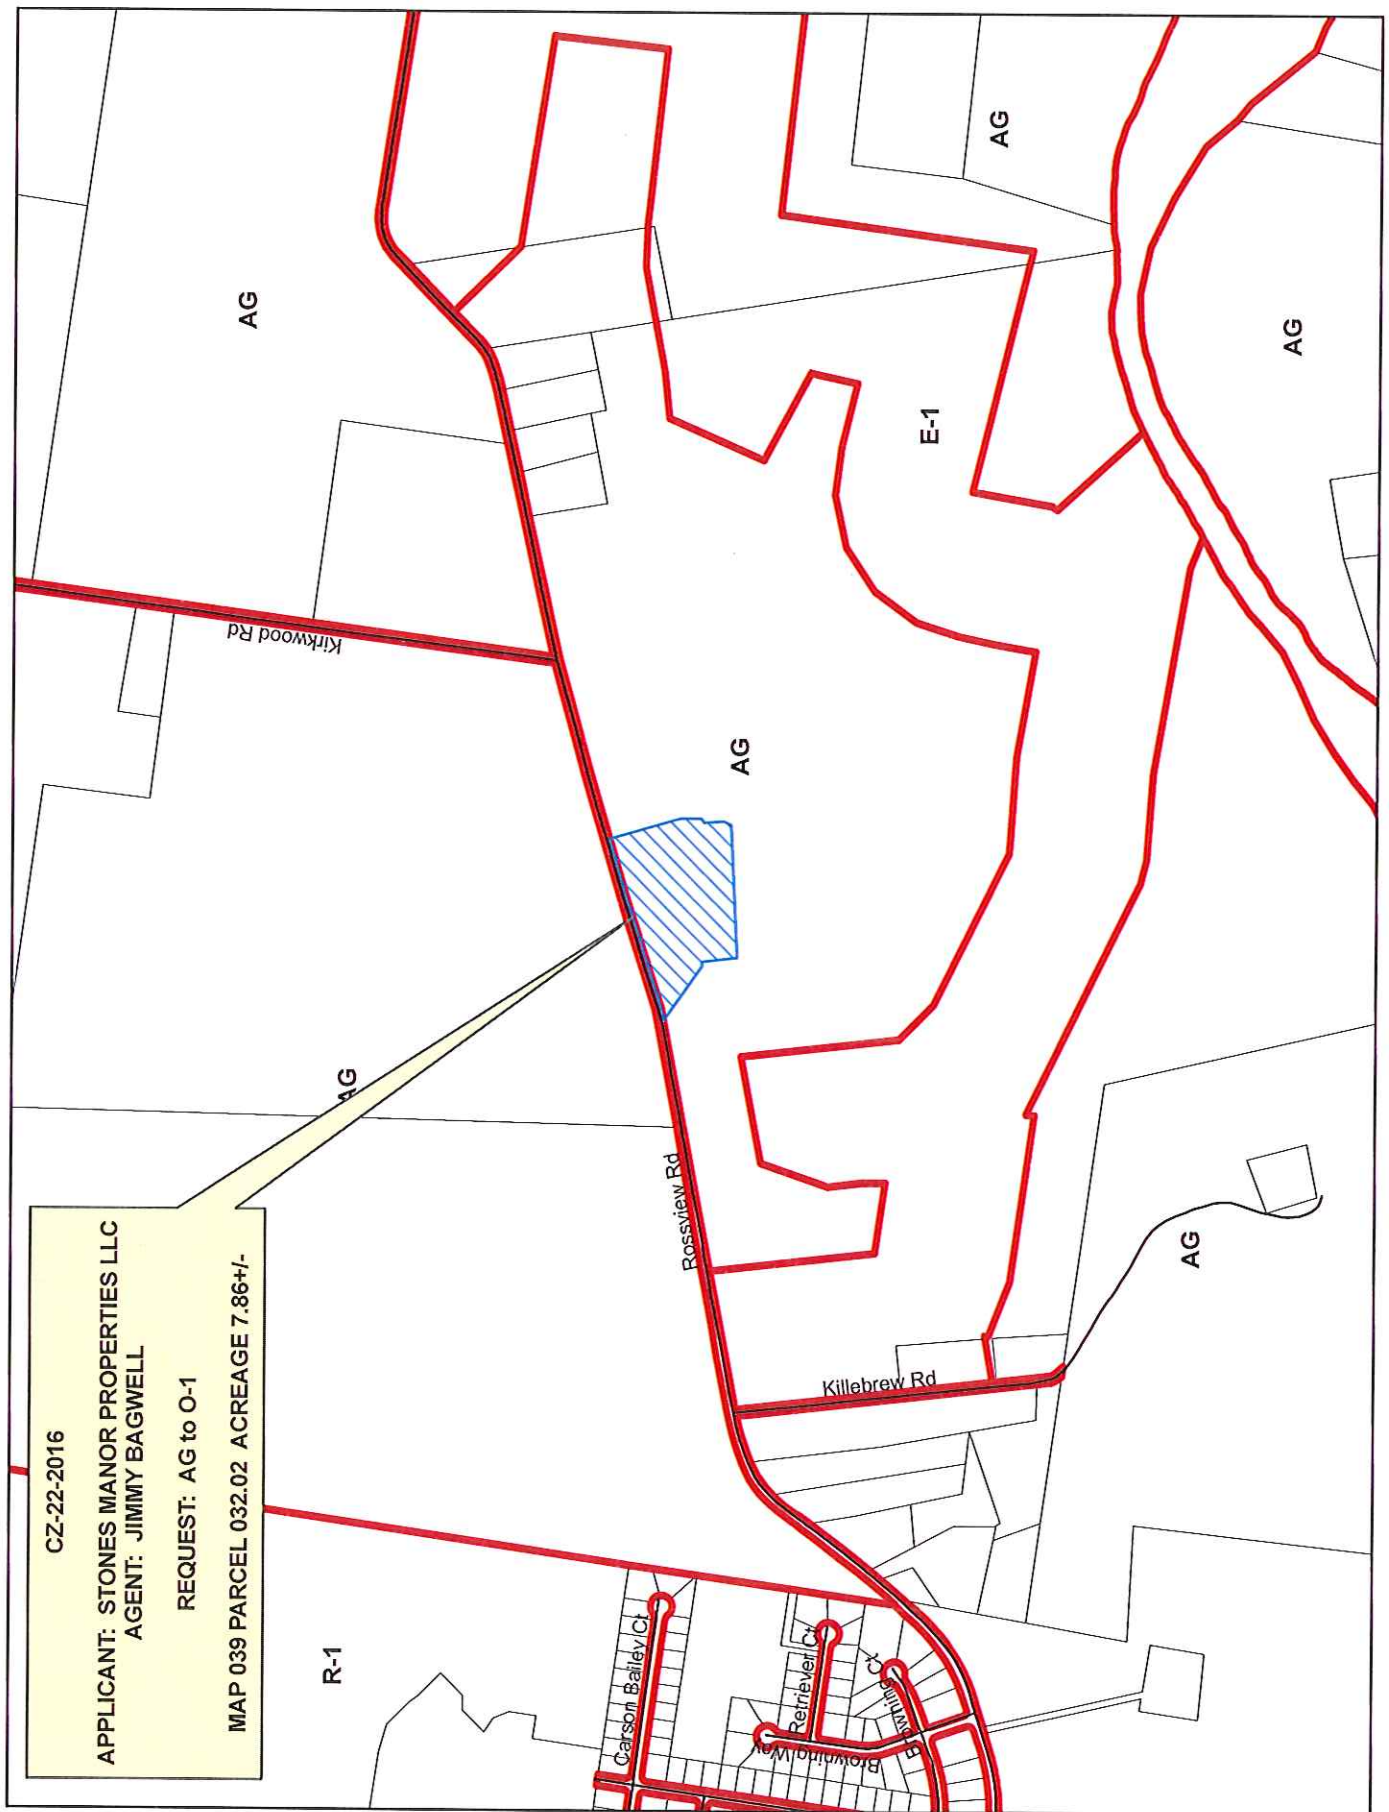 CZ-22-2016
APPLICANT: STONES MANOR PROPERTIES LLC
AGENT: JIMMY BAGWELL
REQUEST: AG to O-1
MAP 039 PARCEL 032.02 ACREAGE 7.86+/-
R-1
AG
AG
AG
AG
AG
AG
E-1
Kirkwood Rd
Rossview Rd
Killebrew Rd
Carson Bailey Ct
Retriever Ct
Browning Ct
Browning Way